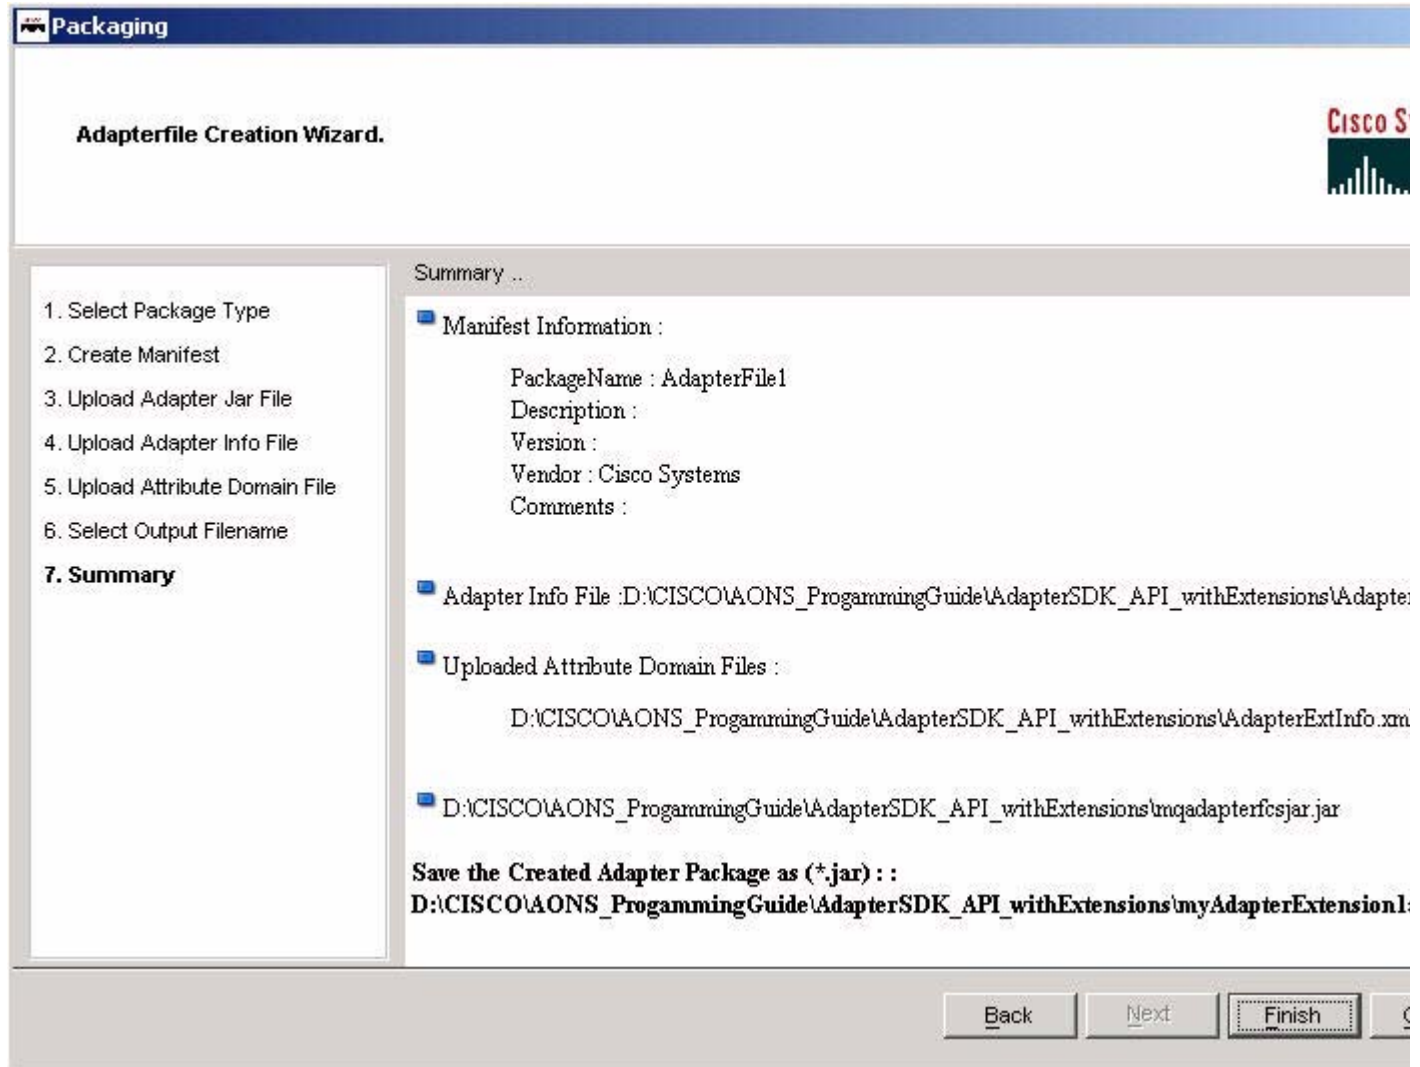 Packaging
Adapterfile Creation Wizard.
Cisco S
1. Select Package Type
2. Create Manifest
3. Upload Adapter Jar File
4. Upload Adapter Info File
5. Upload Attribute Domain File
6. Select Output Filename
7. Summary
Summary ..
Manifest Information :
PackageName : AdapterFile1
Description :
Version :
Vendor : Cisco Systems
Comments :
Adapter Info File :D:\CISCO\AONS_ProgammingGuide\AdapterSDK_API_withExtensions\Adapter
Uploaded Attribute Domain Files :
D:\CISCO\AONS_ProgammingGuide\AdapterSDK_API_withExtensions\AdapterExtInfo.xm
D:\CISCO\AONS_ProgammingGuide\AdapterSDK_API_withExtensions\mqadapterfcsjar.jar
Save the Created Adapter Package as (*.jar) : :
D:\CISCO\AONS_ProgammingGuide\AdapterSDK_API_withExtensions\myAdapterExtension1
Back
Next
Finish